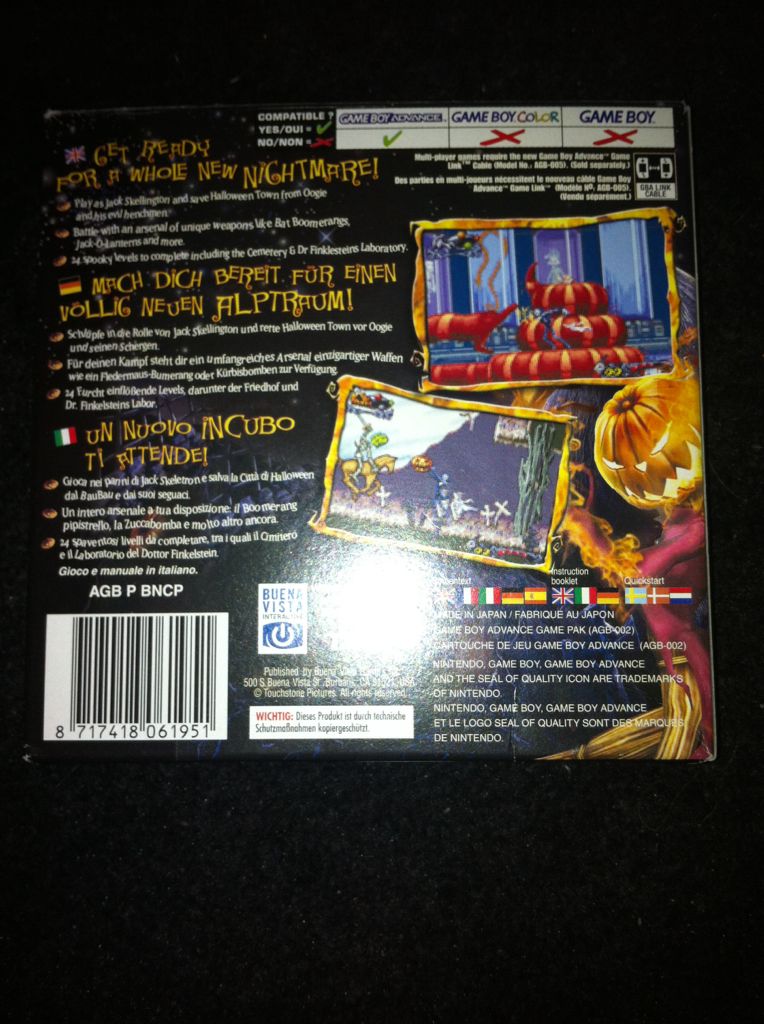 COMPATIBLE ?
YES/OUI =
NO/NON =
GAME BOY ADVANCE
GAME BOY COLOR
GAME BOY
Multi-player games require the new Game Boy Advance™ Game
Link™ Cable (Model No. AGB-005). (Sold separately.)
Des parties en multi-joueurs nécessitent le nouveau câble Game Boy
Advance™ Game Link™ (Modèle Nº. AGB-005).
(Vendu séparément.)
GBA LINK
CABLE
GET READY
FOR A WHOLE NEW NIGHTMARE!
Play as Jack Skellington and save Halloween Town from Oogie
and his evil henchmen.
Battle with an arsenal of unique weapons like Bat Boomerangs,
Jack-O-Lanterns and more.
24 spooky levels to complete including the Cemetery & Dr Finklesteins Laboratory.
MACH DICH BEREIT FÜR EINEN
VÖLLIG NEUEN ALPTRAUM!
Schlüpfe in die Rolle von Jack Skellington und rette Halloween Town vor Oogie
und seinen Schergen.
Für deinen Kampf steht dir ein umfangreiches Arsenal einzigartiger Waffen
wie ein Fledermaus-Bumerang oder Kürbisbomben zur Verfügung.
24 Furcht einflößende Levels, darunter der Friedhof und
Dr. Finkelsteins Labor.
UN NUOVO INCUBO
TI ATTENDE!
Gioca nei panni di Jack Skeletron e salva la Città di Halloween
dal BauBau e dai suoi seguaci.
Un intero arsenale a tua disposizione: il Boomerang
pipistrello, la Zuccabomba e molto altro ancora.
24 spaventosi livelli da completare, tra i quali il Cimitero
e il Laboratorio del Dottor Finkelstein.
Gioco e manuale in italiano.
AGB P BNCP
8 717418 061951
BUENA
VISTA
INTERACTIVE
Published by Buena Vista
500 S Buena Vista St, Burbank, CA 91521, USA
© Touchstone Pictures. All rights reserved.
WICHTIG: Dieses Produkt ist durch technische
Schutzmaßnahmen kopiergeschützt.
Instruction
booklet
Quickstart
MADE IN JAPAN / FABRIQUÉ AU JAPON
GAME BOY ADVANCE GAME PAK (AGB-002)
CARTOUCHE DE JEU GAME BOY ADVANCE (AGB-002)
NINTENDO, GAME BOY, GAME BOY ADVANCE
AND THE SEAL OF QUALITY ICON ARE TRADEMARKS
OF NINTENDO.
NINTENDO, GAME BOY, GAME BOY ADVANCE
ET LE LOGO SEAL OF QUALITY SONT DES MARQUES
DE NINTENDO.